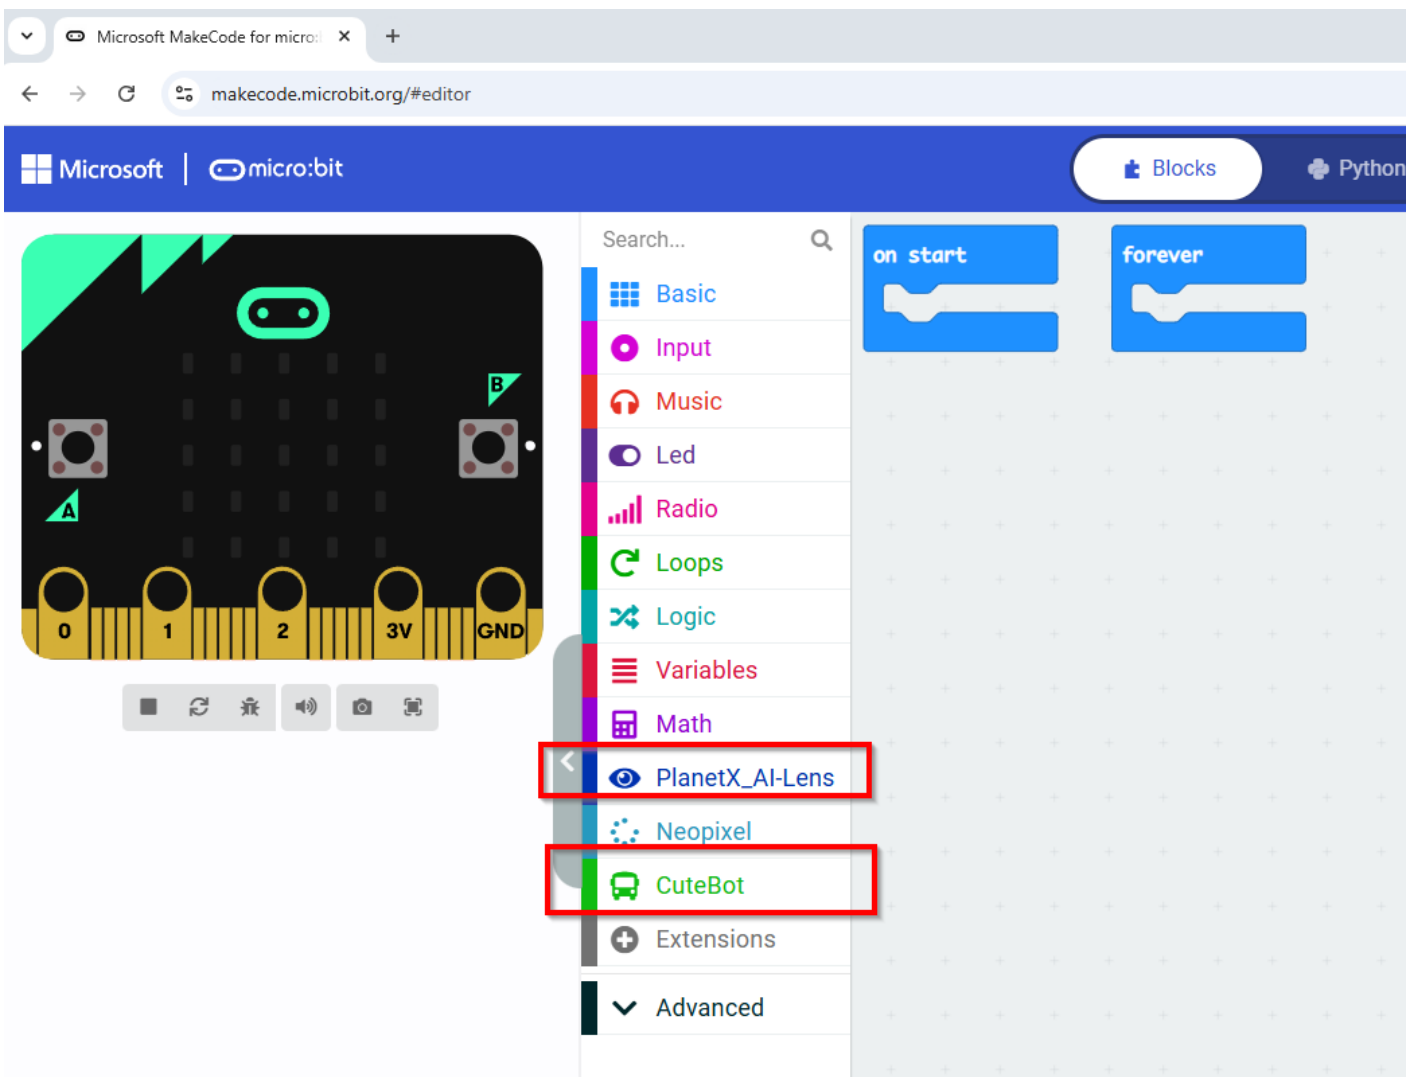 Microsoft MakeCode for micro:
makecode.microbit.org/#editor
Microsoft
micro:bit
Blocks
Python
B
A
0
1
2
3V
GND
Search...
Basic
Input
Music
Led
Radio
Loops
Logic
Variables
Math
PlanetX_AI-Lens
Neopixel
CuteBot
Extensions
Advanced
on start
forever